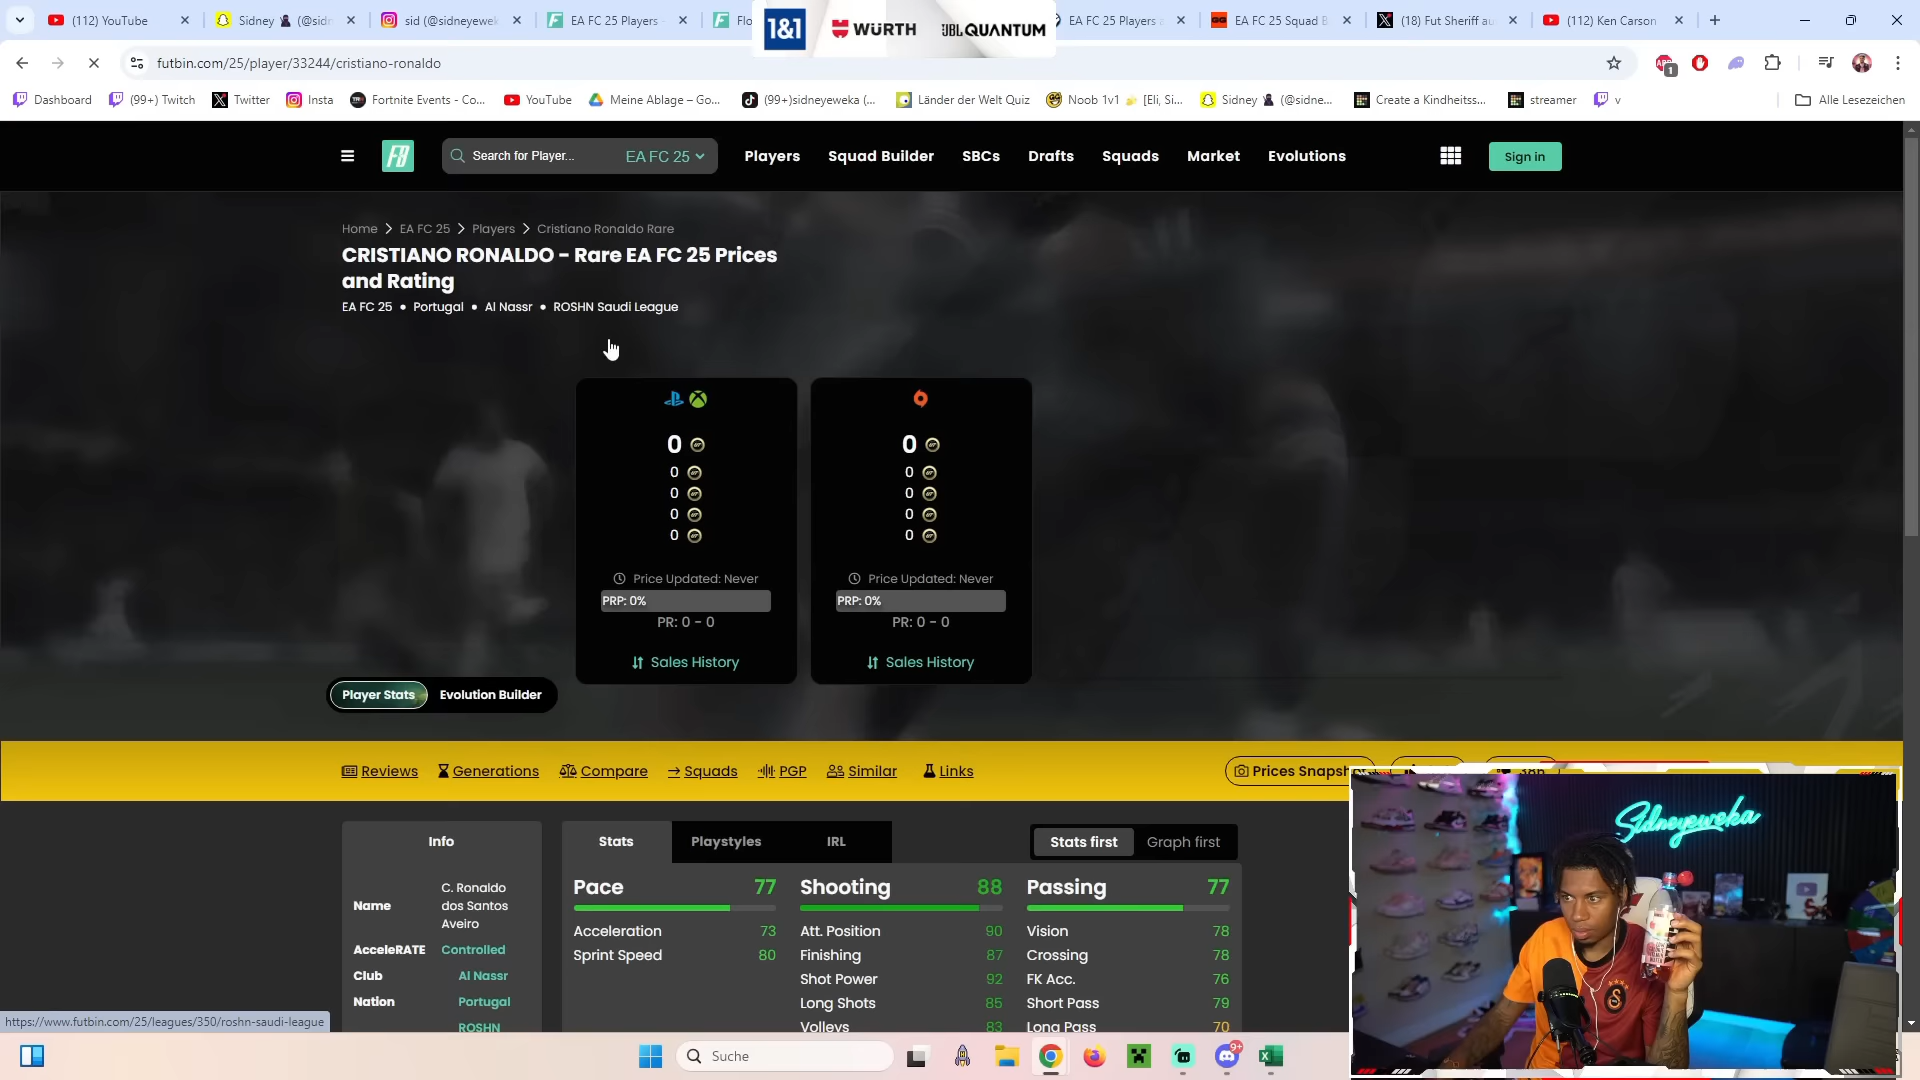 (112) YouTube
Sidney (@sidn
sid (@sidneyewek
EA FC 25 Players -
Flo
1&1
WÜRTH
JBL QUANTUM
EA FC 25 Players a
EA FC 25 Squad B
(18) Fut Sheriff au
(112) Ken Carson
futbin.com/25/player/33244/cristiano-ronaldo
Dashboard
(99+) Twitch
Twitter
Insta
Fortnite Events - Co...
YouTube
Meine Ablage – Go...
(99+)sidneyeweka (...
Länder der Welt Quiz
Noob 1v1 [Eli, Si...
Sidney (@sidne...
Create a Kindheitss...
streamer
v
Alle Lesezeichen
Search for Player...
EA FC 25
Players
Squad Builder
SBCs
Drafts
Squads
Market
Evolutions
Sign in
Home > EA FC 25 > Players > Cristiano Ronaldo Rare
CRISTIANO RONALDO - Rare EA FC 25 Prices
and Rating
EA FC 25 • Portugal • Al Nassr • ROSHN Saudi League
0
0
0
0
0
Price Updated: Never
PRP: 0%
PR: 0 - 0
Sales History
0
0
0
0
0
Price Updated: Never
PRP: 0%
PR: 0 - 0
Sales History
Player Stats
Evolution Builder
Reviews
Generations
Compare
Squads
PGP
Similar
Links
Info
Name
C. Ronaldo
dos Santos
Aveiro
AcceleRATE Controlled
Club Al Nassr
Nation Portugal
ROSHN
Stats
Playstyles
IRL
Stats first
Graph first
Pace 77
Acceleration 73
Sprint Speed 80
Shooting 88
Att. Position 90
Finishing 87
Shot Power 92
Long Shots 85
Volleys 83
Passing 77
Vision 78
Crossing 78
FK Acc. 76
Short Pass 79
Long Pass 70
Sidneyeweka
https://www.futbin.com/25/leagues/350/roshn-saudi-league
Suche
9+